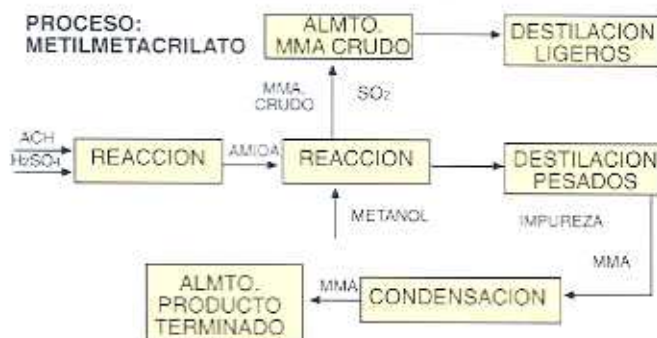 PROCESO:
METILMETACRILATO
ALMTO.
MMA CRUDO
DESTILACION
LIGEROS
MMA.
CRUDO
SO₂
ACH
H₂SO₄
REACCION
AMIDA
REACCION
DESTILACION
PESADOS
METANOL
IMPUREZA
MMA
ALMTO.
PRODUCTO
TERMINADO
MMA
CONDENSACION